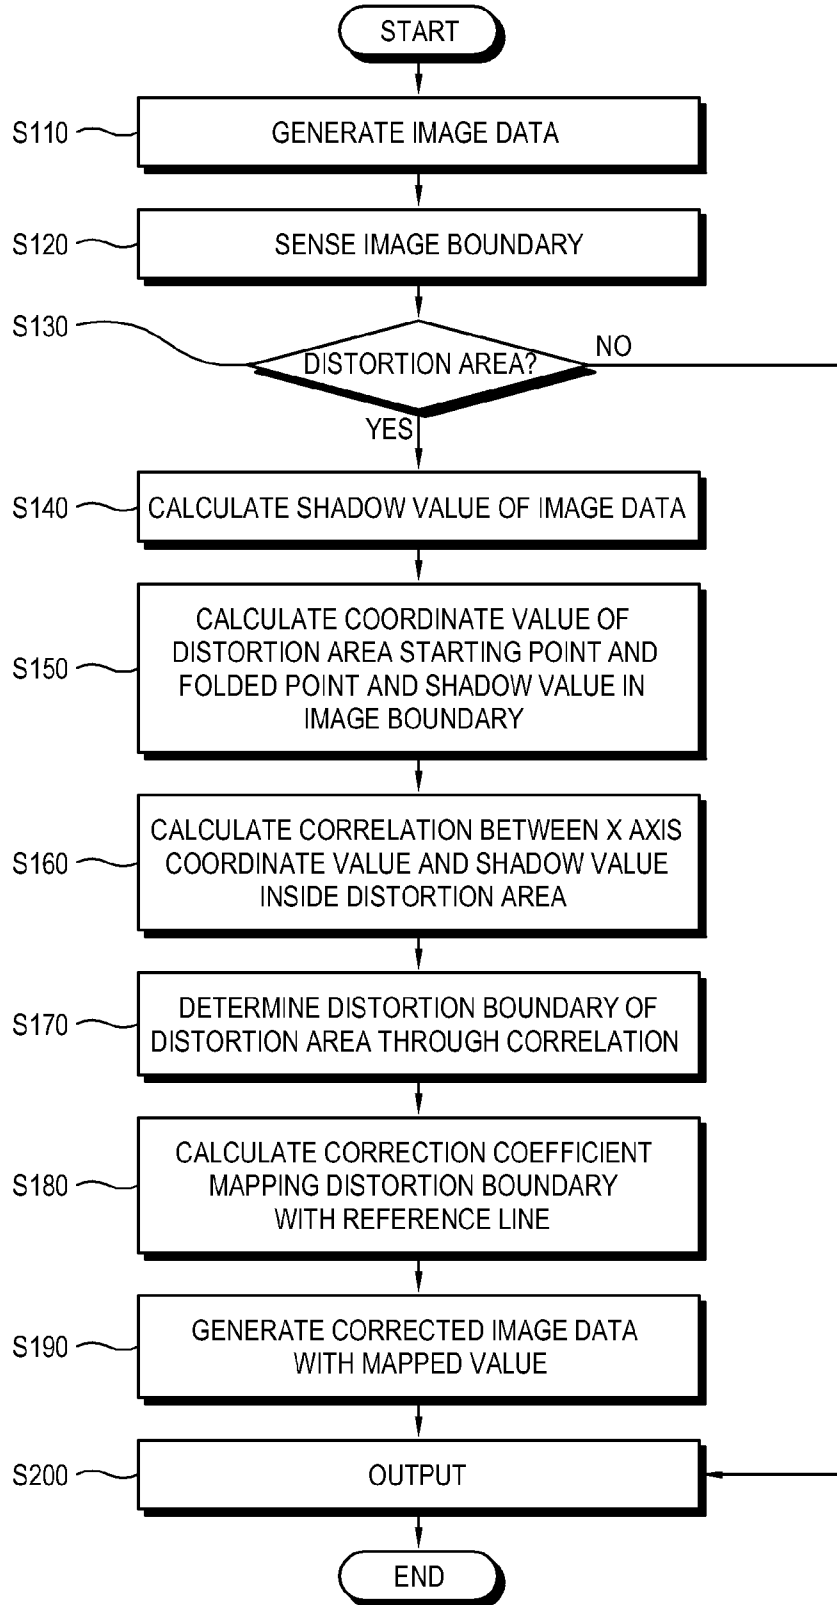 START
S110
GENERATE IMAGE DATA
S120
SENSE IMAGE BOUNDARY
S130
DISTORTION AREA?
NO
YES
S140
CALCULATE SHADOW VALUE OF IMAGE DATA
S150
CALCULATE COORDINATE VALUE OF
DISTORTION AREA STARTING POINT AND
FOLDED POINT AND SHADOW VALUE IN
IMAGE BOUNDARY
S160
CALCULATE CORRELATION BETWEEN X AXIS
COORDINATE VALUE AND SHADOW VALUE
INSIDE DISTORTION AREA
S170
DETERMINE DISTORTION BOUNDARY OF
DISTORTION AREA THROUGH CORRELATION
S180
CALCULATE CORRECTION COEFFICIENT
MAPPING DISTORTION BOUNDARY
WITH REFERENCE LINE
S190
GENERATE CORRECTED IMAGE DATA
WITH MAPPED VALUE
S200
OUTPUT
END